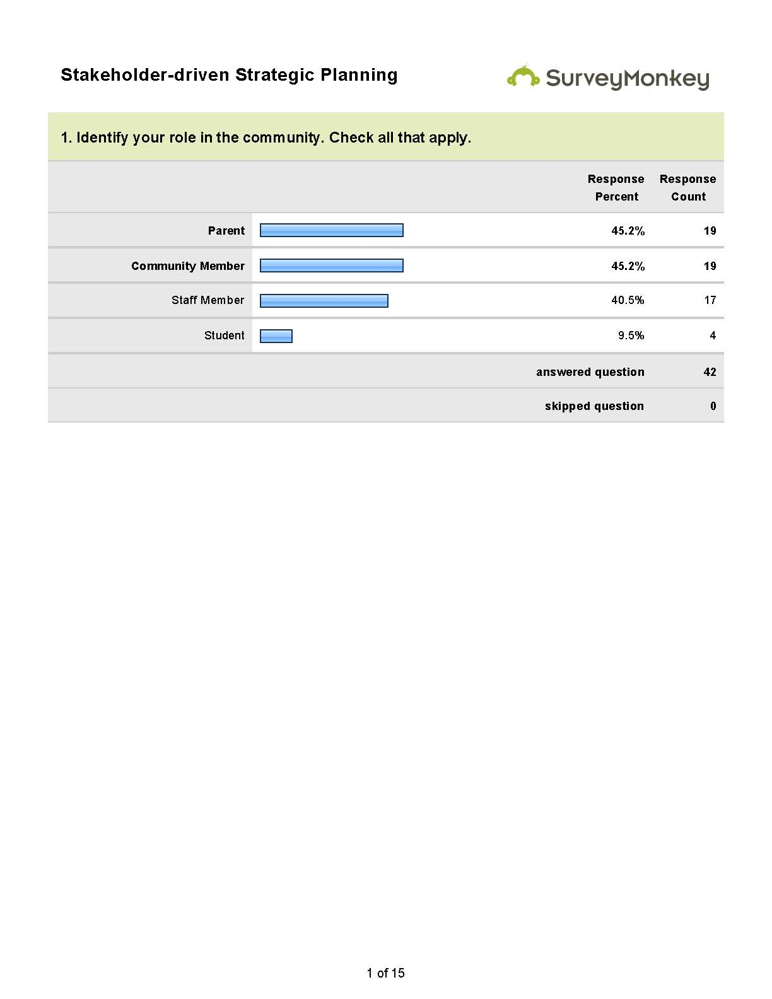 Stakeholder-driven Strategic Planning
SurveyMonkey
1. Identify your role in the community. Check all that apply.
Response Percent
Response Count
Parent 45.2% 19
Community Member 45.2% 19
Staff Member 40.5% 17
Student 9.5% 4
answered question 42
skipped question 0
1 of 15